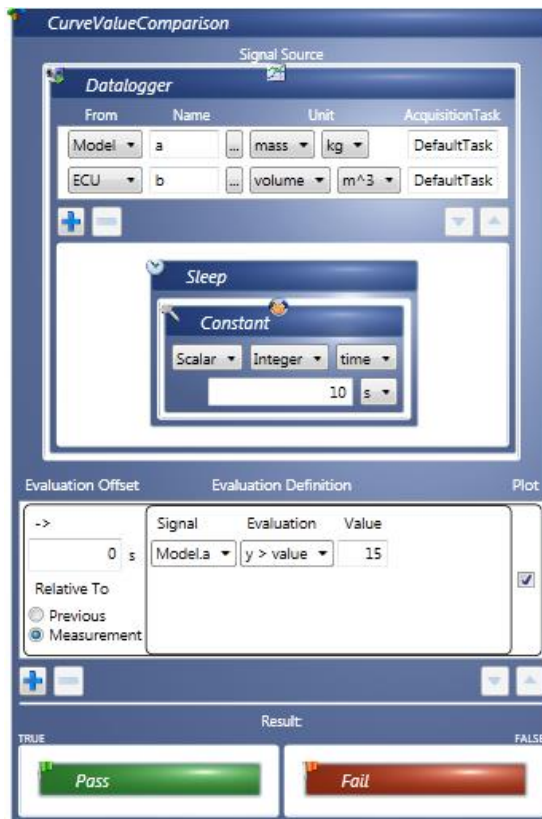 CurveValueComparison
Signal Source
Datalogger
From Name Unit AcquisitionTask
Model a ... mass kg DefaultTask
ECU b ... volume m^3 DefaultTask
Sleep
Constant
Scalar Integer time
10 s
Evaluation Offset Evaluation Definition Plot
-> Signal Evaluation Value
0 s Model.a y > value 15
Relative To
Previous
Measurement
Result:
TRUE FALSE
Pass Fail